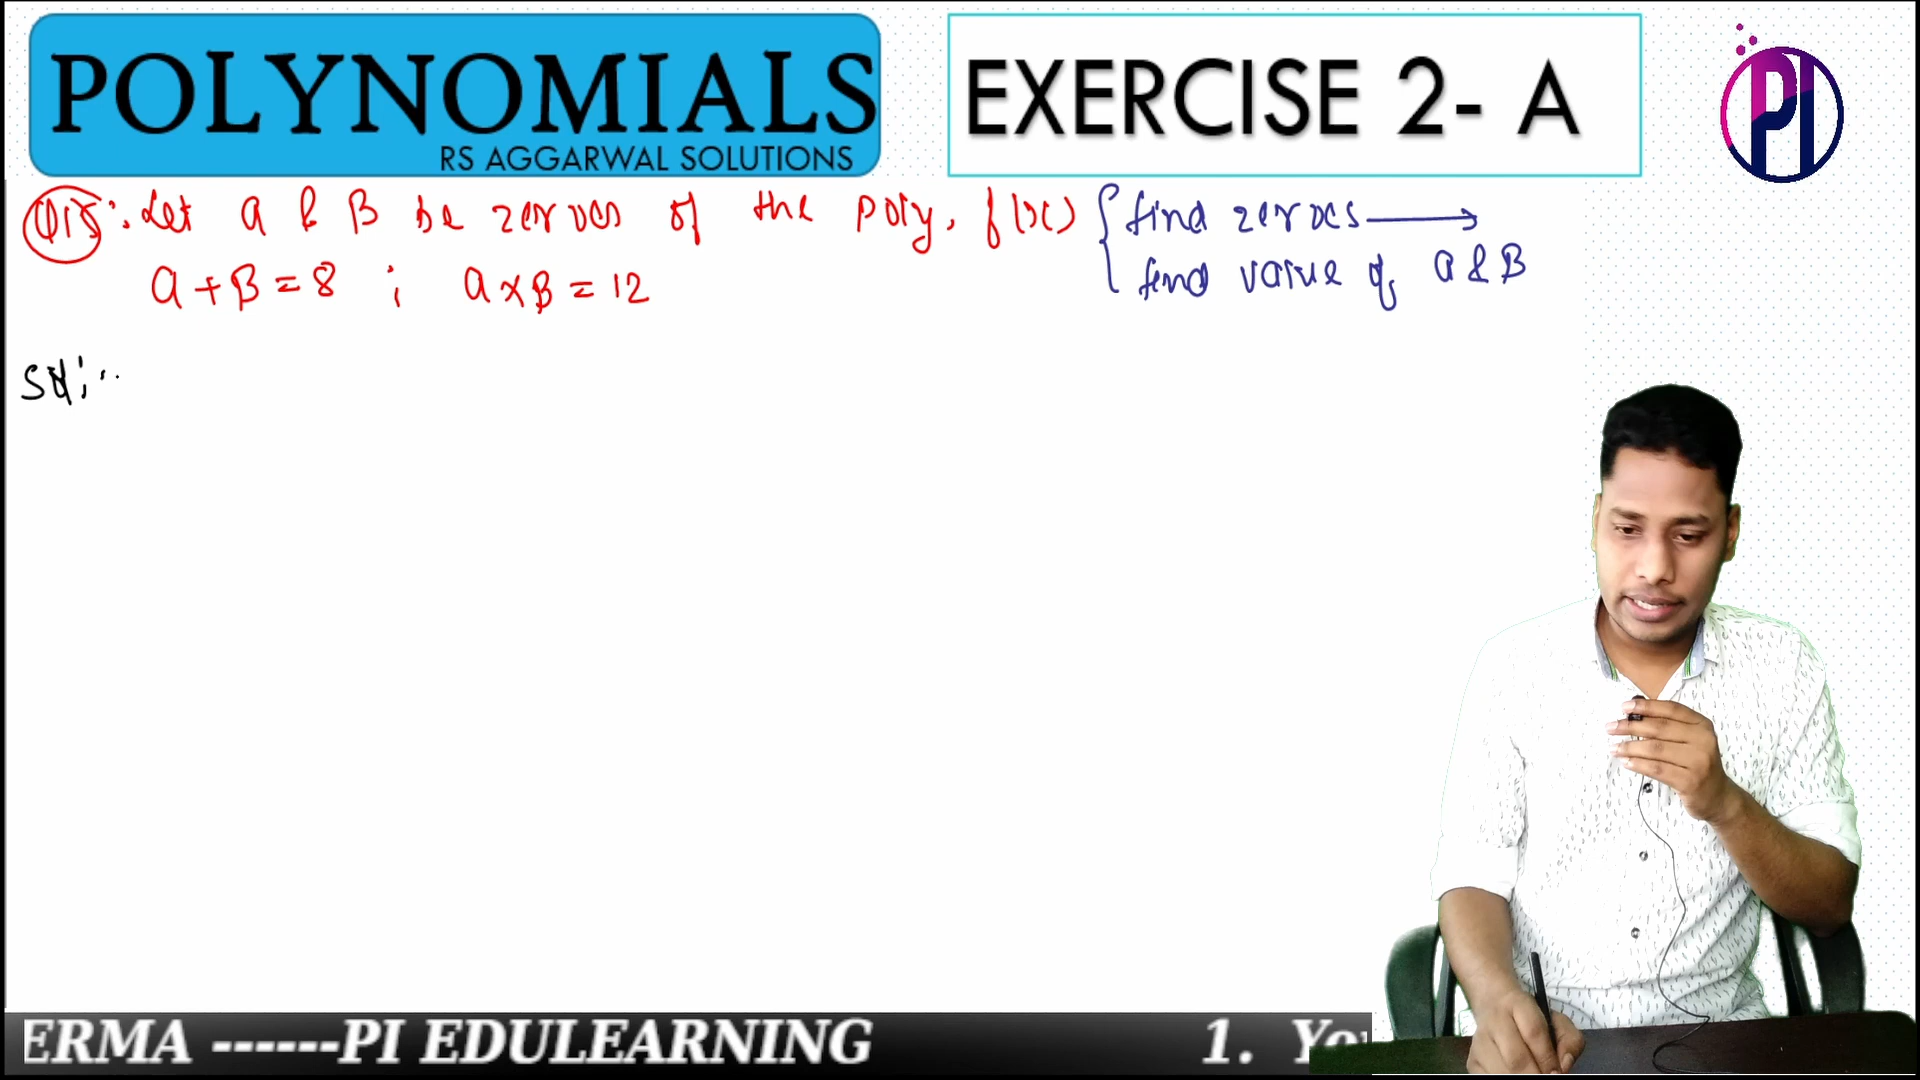 POLYNOMIALS
RS AGGARWAL SOLUTIONS
EXERCISE 2- A
PI
Q15:. Let α & β be zeroes of the poly, f(x) { find zeroes ⟶
find value of α & β
α + β = 8 ; α × β = 12
Sol:..
ERMA ------PI EDULEARNING
1. Yo